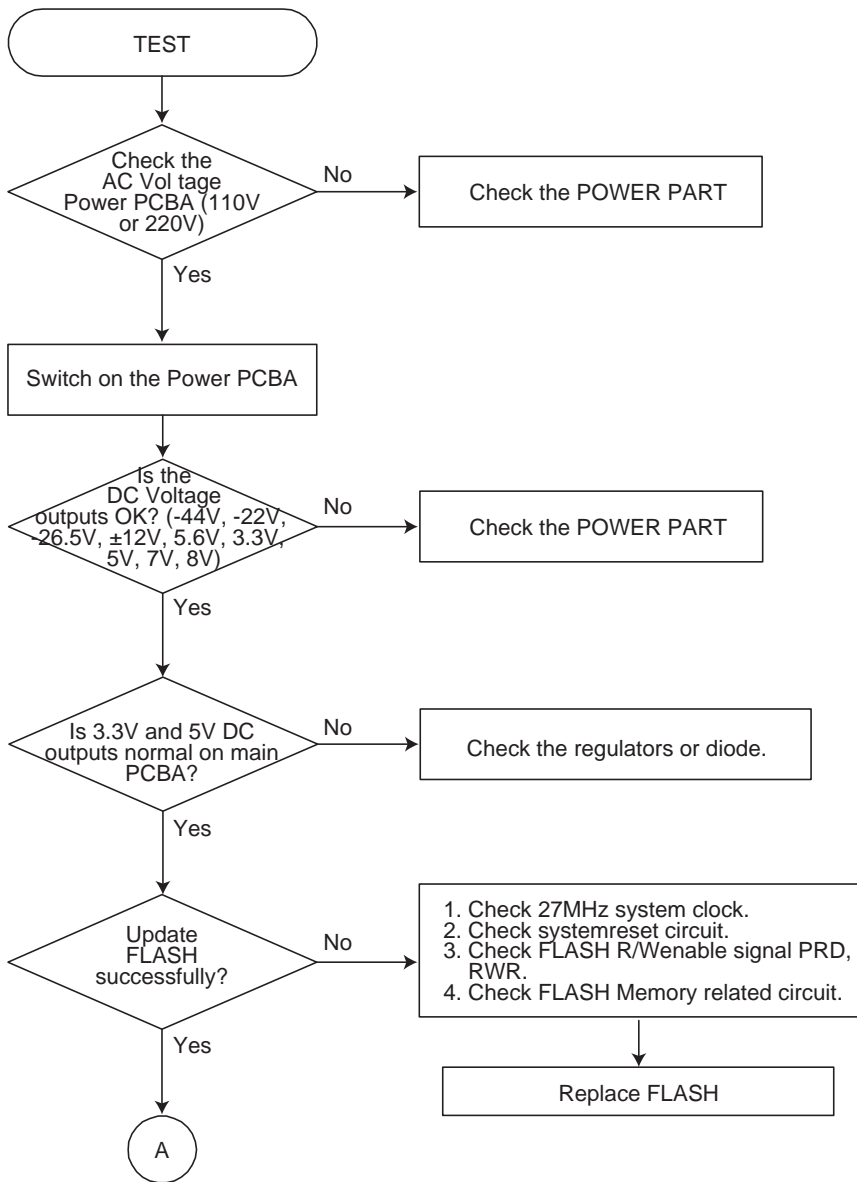 TEST
Check the
AC Vol tage
Power PCBA (110V
or 220V)
No
Check the POWER PART
Yes
Switch on the Power PCBA
Is the
DC Voltage
outputs OK? (-44V, -22V,
-26.5V, ±12V, 5.6V, 3.3V,
5V, 7V, 8V)
No
Check the POWER PART
Yes
Is 3.3V and 5V DC
outputs normal on main
PCBA?
No
Check the regulators or diode.
Yes
Update
FLASH
successfully?
No
1. Check 27MHz system clock.
2. Check systemreset circuit.
3. Check FLASH R/Wenable signal PRD,
RWR.
4. Check FLASH Memory related circuit.
Yes
Replace FLASH
A